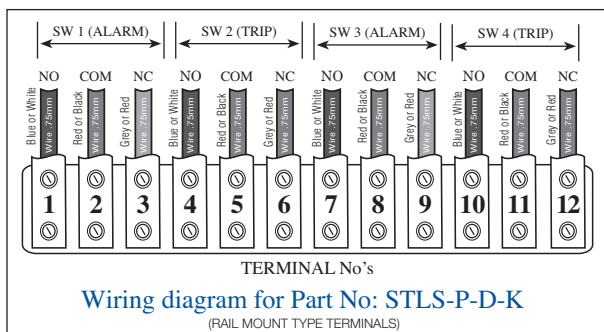 SW 1 (ALARM) SW 2 (TRIP) SW 3 (ALARM) SW 4 (TRIP)
NO COM NC NO COM NC NO COM NC NO COM NC
Blue or White Red or Black Grey or Red Blue or White Red or Black Grey or Red Blue or White Red or Black Grey or Red Blue or White Red or Black Grey or Red
Wire .75mm Wire .75mm Wire .75mm Wire .75mm Wire .75mm Wire .75mm Wire .75mm Wire .75mm Wire .75mm Wire .75mm Wire .75mm Wire .75mm
1 2 3 4 5 6 7 8 9 10 11 12
TERMINAL No's
Wiring diagram for Part No: STLS-P-D-K
(RAIL MOUNT TYPE TERMINALS)